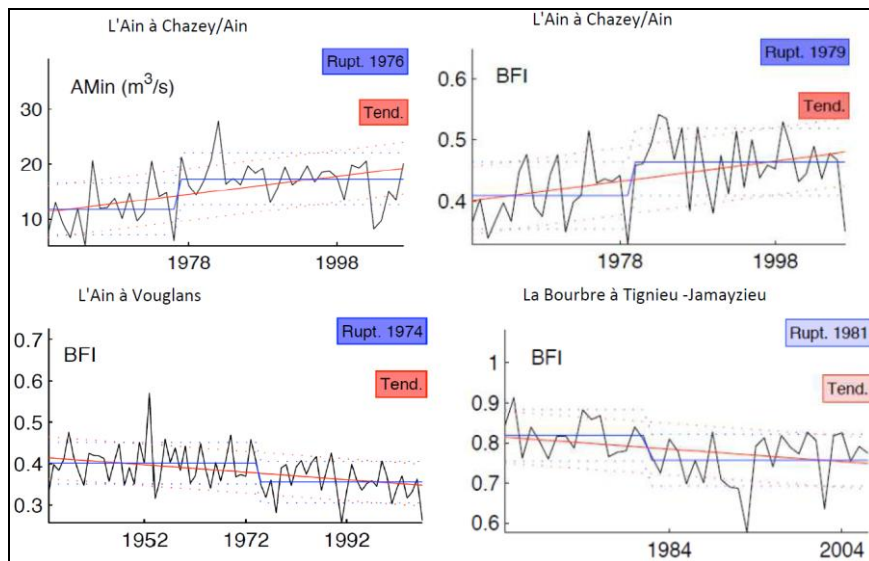 L'Ain à Chazey/Ain
Rupt. 1976
AMin (m³/s)
Tend.
30
20
10
1978
1998
L'Ain à Chazey/Ain
0.6
Rupt. 1979
BFI
Tend.
0.5
0.4
1978
1998
L'Ain à Vouglans
0.7
Rupt. 1974
BFI
0.6
Tend.
0.5
0.4
0.3
1952
1972
1992
La Bourbre à Tignieu -Jamayzieu
Rupt. 1981
1
BFI
Tend.
0.9
0.8
0.7
0.6
1984
2004